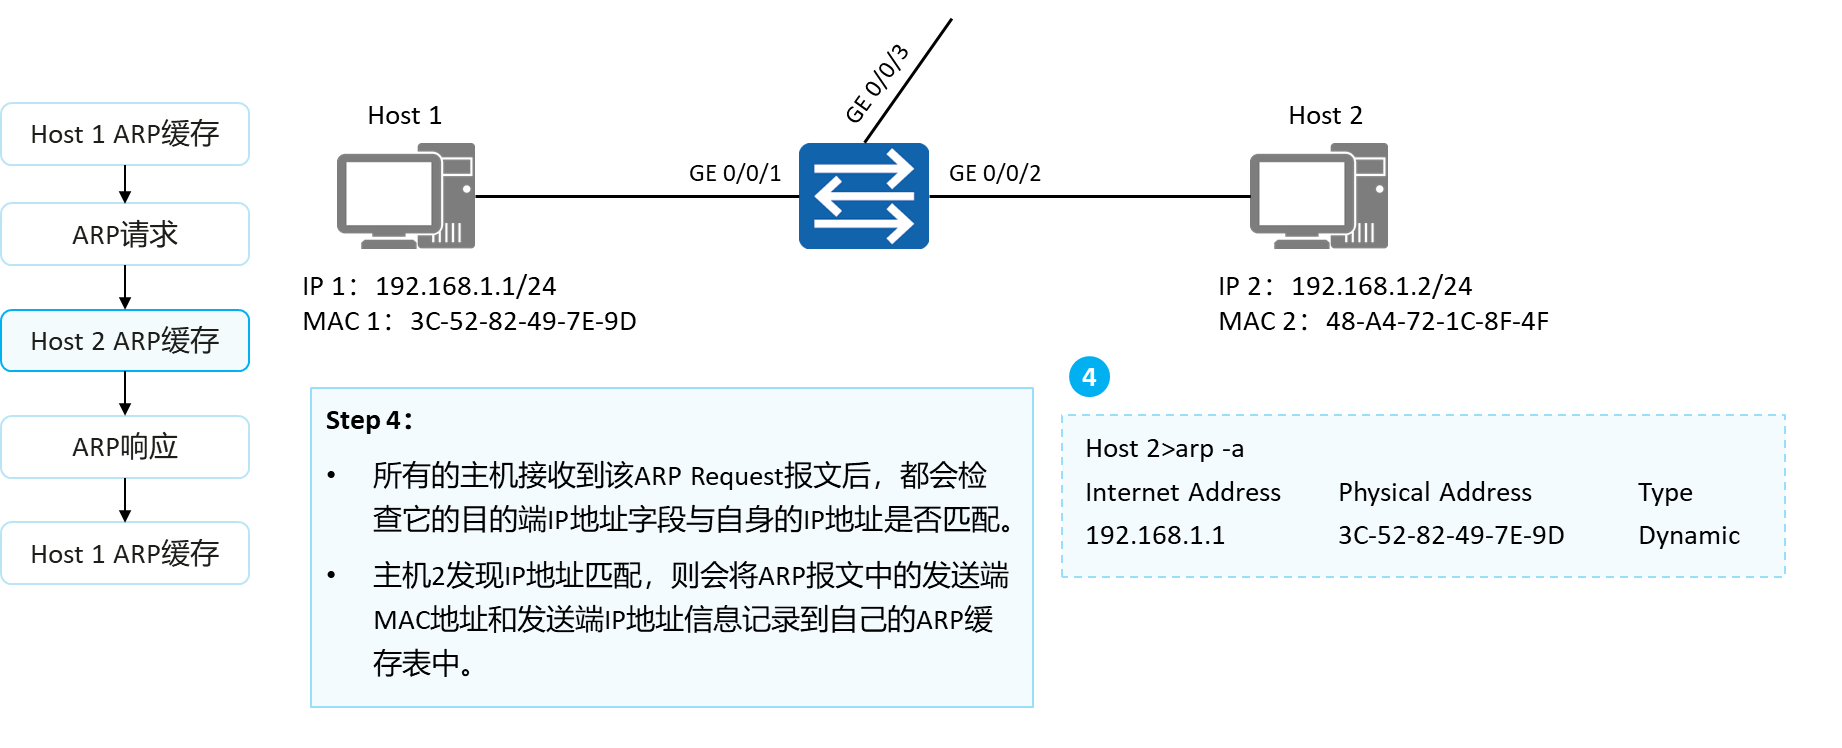 GE 0/0/3
Host 1
Host 2
GE 0/0/1
GE 0/0/2
IP 1：192.168.1.1/24
MAC 1：3C-52-82-49-7E-9D
IP 2：192.168.1.2/24
MAC 2：48-A4-72-1C-8F-4F
Host 1 ARP缓存
ARP请求
Host 2 ARP缓存
ARP响应
Host 1 ARP缓存
Step 4：
• 所有的主机接收到该ARP Request报文后，都会检
查它的目的端IP地址字段与自身的IP地址是否匹配。
• 主机2发现IP地址匹配，则会将ARP报文中的发送端
MAC地址和发送端IP地址信息记录到自己的ARP缓
存表中。
4
Host 2>arp -a
Internet Address Physical Address Type
192.168.1.1 3C-52-82-49-7E-9D Dynamic